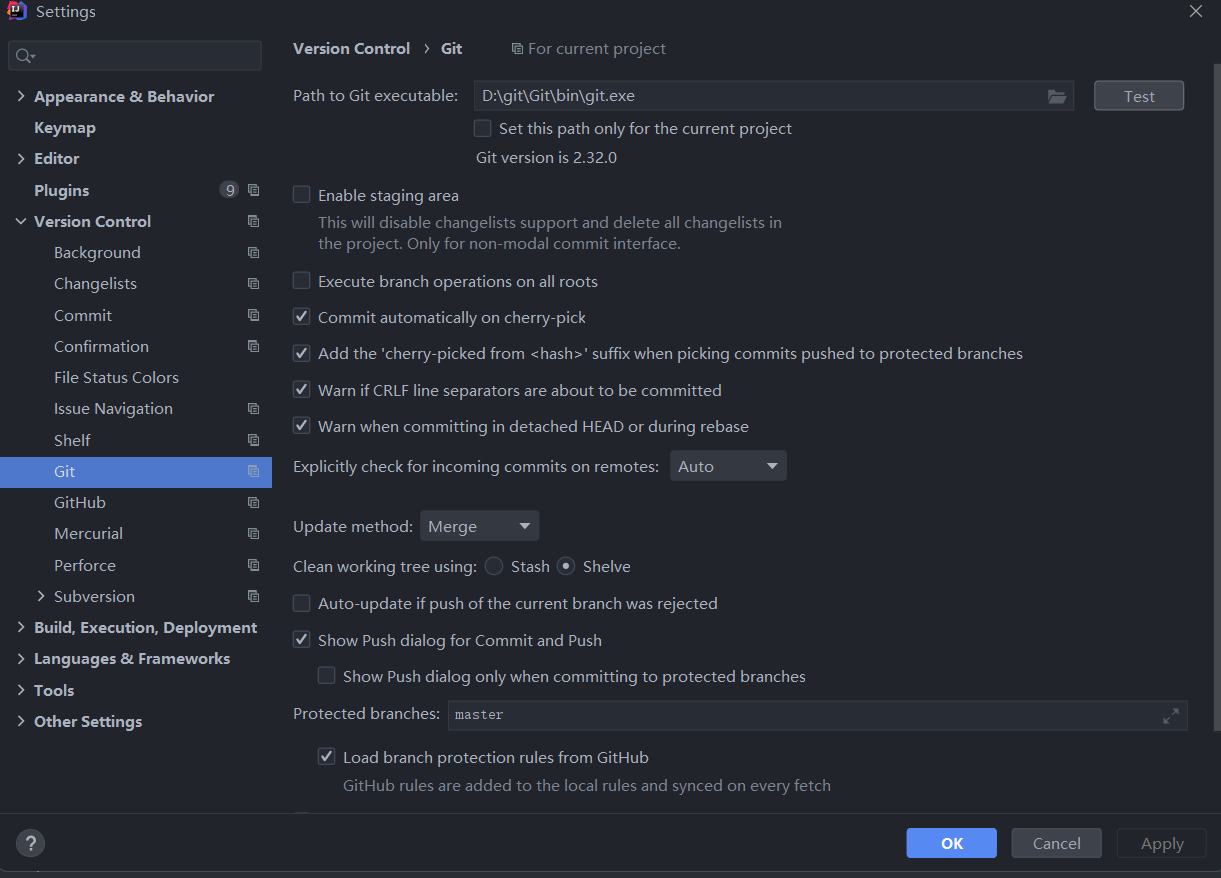 Settings
Version Control › Git For current project
Appearance & Behavior
Keymap
Editor
Plugins 9
Version Control
Background
Changelists
Commit
Confirmation
File Status Colors
Issue Navigation
Shelf
Git
GitHub
Mercurial
Perforce
Subversion
Build, Execution, Deployment
Languages & Frameworks
Tools
Other Settings
Path to Git executable: D:\git\Git\bin\git.exe Test
Set this path only for the current project
Git version is 2.32.0
Enable staging area
This will disable changelists support and delete all changelists in
the project. Only for non-modal commit interface.
Execute branch operations on all roots
Commit automatically on cherry-pick
Add the 'cherry-picked from <hash>' suffix when picking commits pushed to protected branches
Warn if CRLF line separators are about to be committed
Warn when committing in detached HEAD or during rebase
Explicitly check for incoming commits on remotes: Auto
Update method: Merge
Clean working tree using: Stash Shelve
Auto-update if push of the current branch was rejected
Show Push dialog for Commit and Push
Show Push dialog only when committing to protected branches
Protected branches: master
Load branch protection rules from GitHub
GitHub rules are added to the local rules and synced on every fetch
? OK Cancel Apply